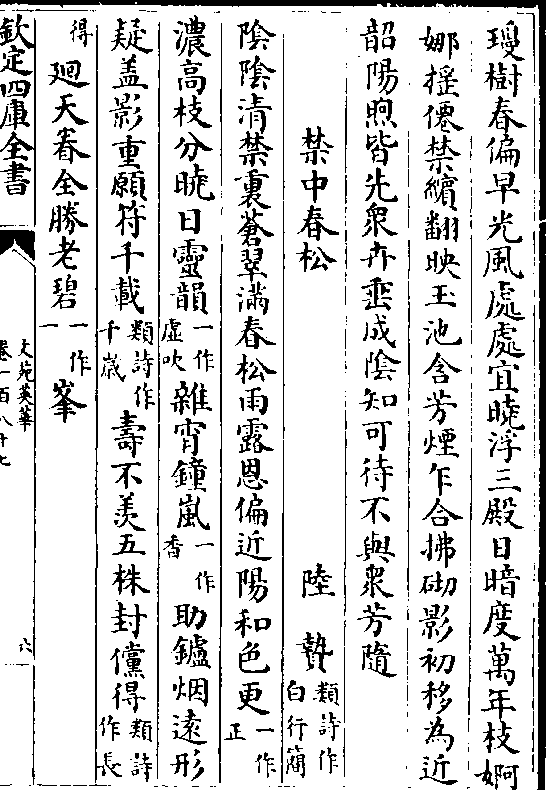 瓊樹春偏早光風處處宜曉浮三殿日暗度萬年枝婀
娜揺僊禁繽翻映玉池含芳煙乍合拂砌影初移為近
韶陽煦皆先衆卉垂成陰知可待不與衆芳隨
禁中春松 陸贄 類詩作白行簡
陰陰清禁裏蒼翠滿春松雨露恩偏近陽和色更 一作正
濃髙枝分曉日靈韻 一作虛吹 雜宵鐘嵐 一作香 助鑪烟逺形
疑盖影重願符千載 類詩作千歳 壽不羡五株封儻得 類詩作長
得 廻天眷全勝老碧 一作一 峯
欽定四庫全書
文苑英華
卷一百八十七
六